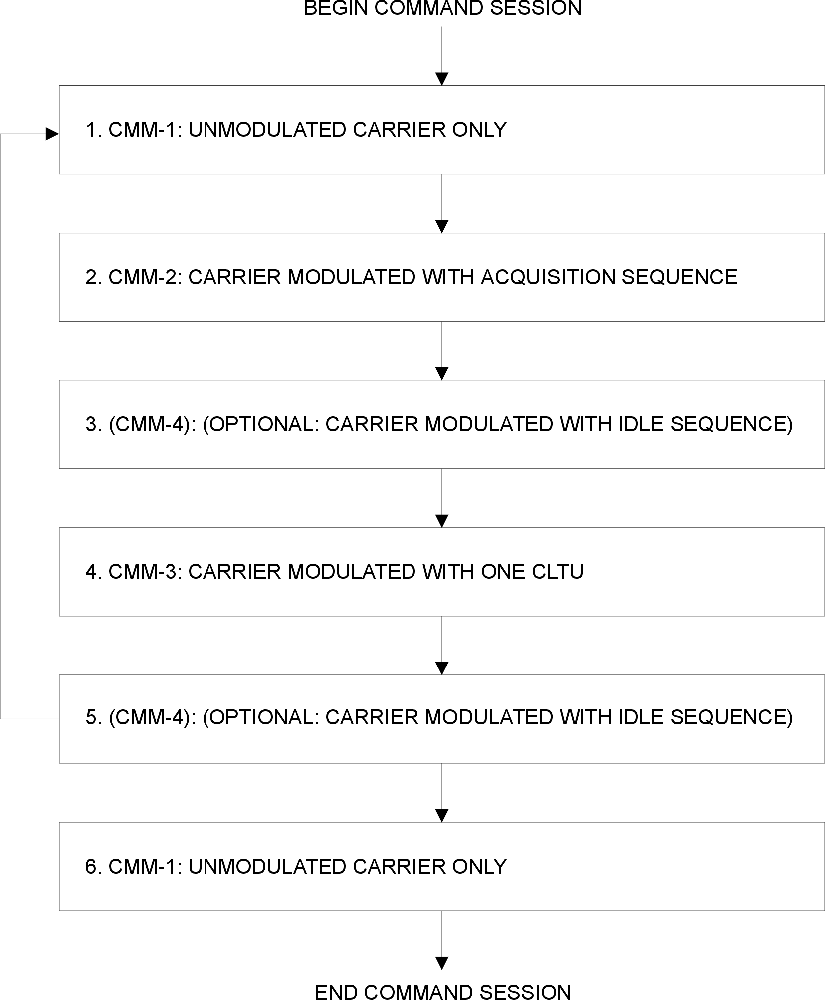 BEGIN COMMAND SESSION
1. CMM-1: UNMODULATED CARRIER ONLY
2. CMM-2: CARRIER MODULATED WITH ACQUISITION SEQUENCE
3. (CMM-4): (OPTIONAL: CARRIER MODULATED WITH IDLE SEQUENCE)
4. CMM-3: CARRIER MODULATED WITH ONE CLTU
5. (CMM-4): (OPTIONAL: CARRIER MODULATED WITH IDLE SEQUENCE)
6. CMM-1: UNMODULATED CARRIER ONLY
END COMMAND SESSION